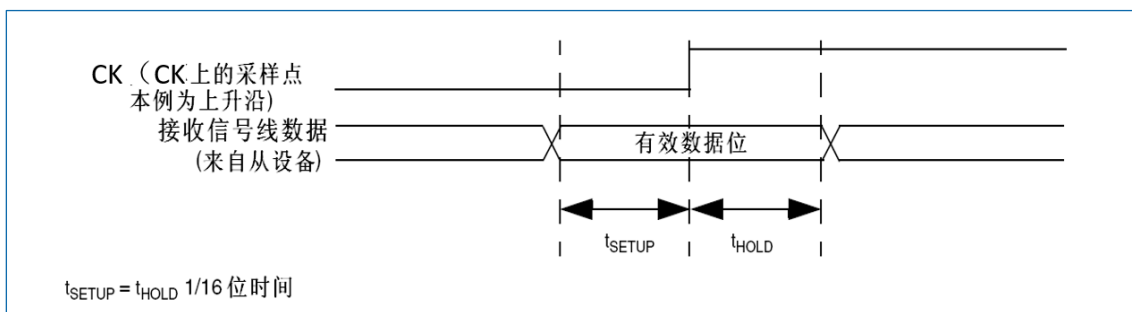 CK （CK上的采样点
本例为上升沿)
接收信号线数据
(来自从设备)
有效数据位
tSETUP
tHOLD
tSETUP = tHOLD 1/16 位时间